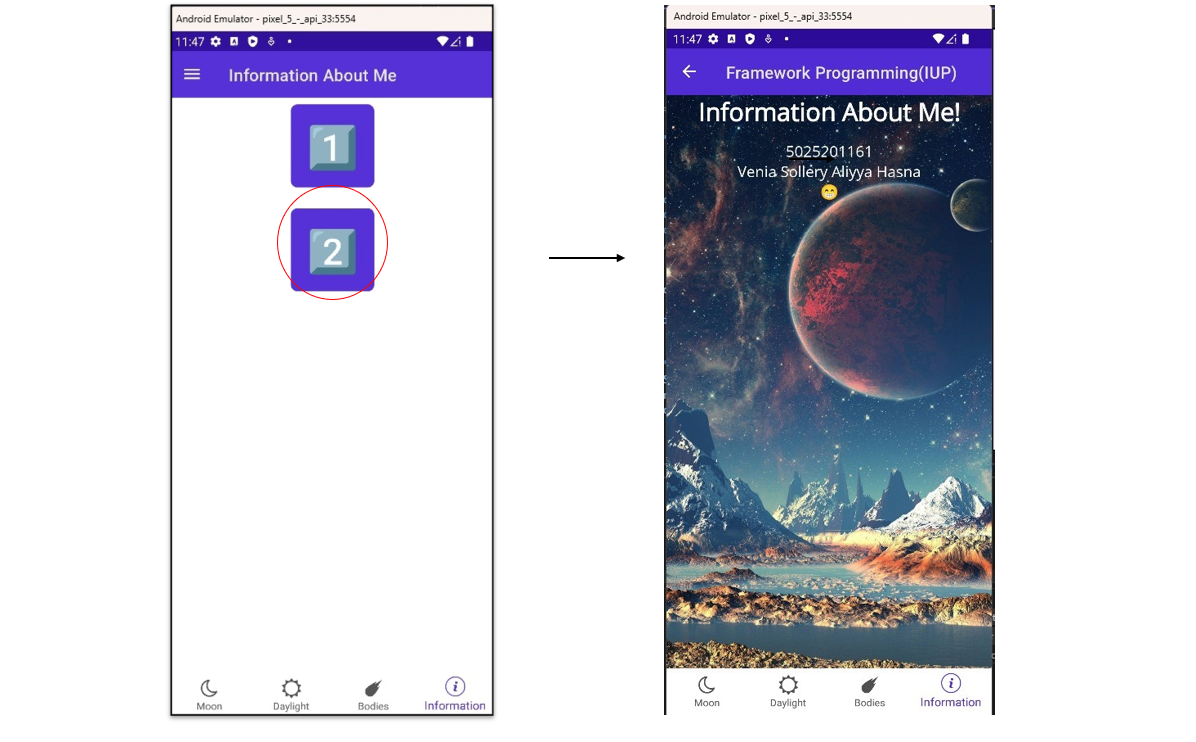 Android Emulator - pixel_5_-_api_33:5554
11:47
Information About Me
1
2
Moon
Daylight
Bodies
Information
Android Emulator - pixel_5_-_api_33:5554
11:47
Framework Programming(IUP)
Information About Me!
5025201161
Venia Sollery Aliyya Hasna
Moon
Daylight
Bodies
Information